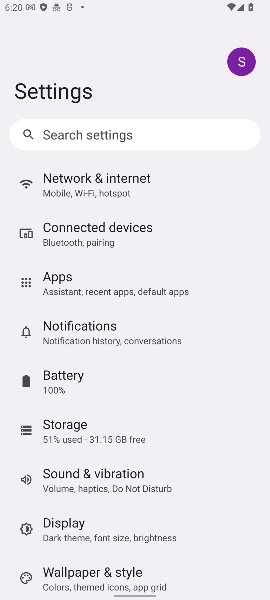 6:20
S
Settings
Search settings
Network & internet
Mobile, Wi-Fi, hotspot
Connected devices
Bluetooth, pairing
Apps
Assistant, recent apps, default apps
Notifications
Notification history, conversations
Battery
100%
Storage
51% used - 31.15 GB free
Sound & vibration
Volume, haptics, Do Not Disturb
Display
Dark theme, font size, brightness
Wallpaper & style
Colors, themed icons, app grid